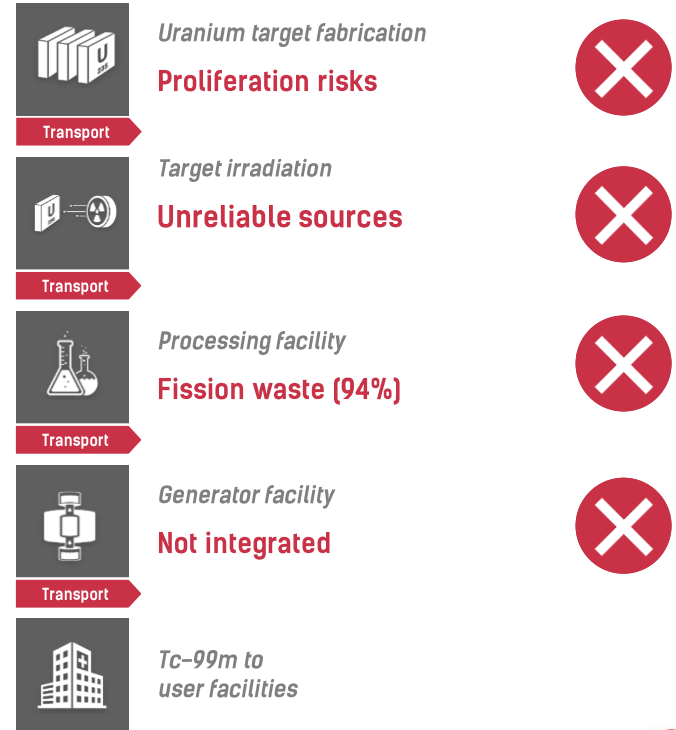 U
235
Uranium target fabrication
Proliferation risks
Transport
Target irradiation
Unreliable sources
U
Transport
Processing facility
Fission waste (94%)
Transport
Generator facility
Not integrated
Transport
Tc-99m to
user facilities